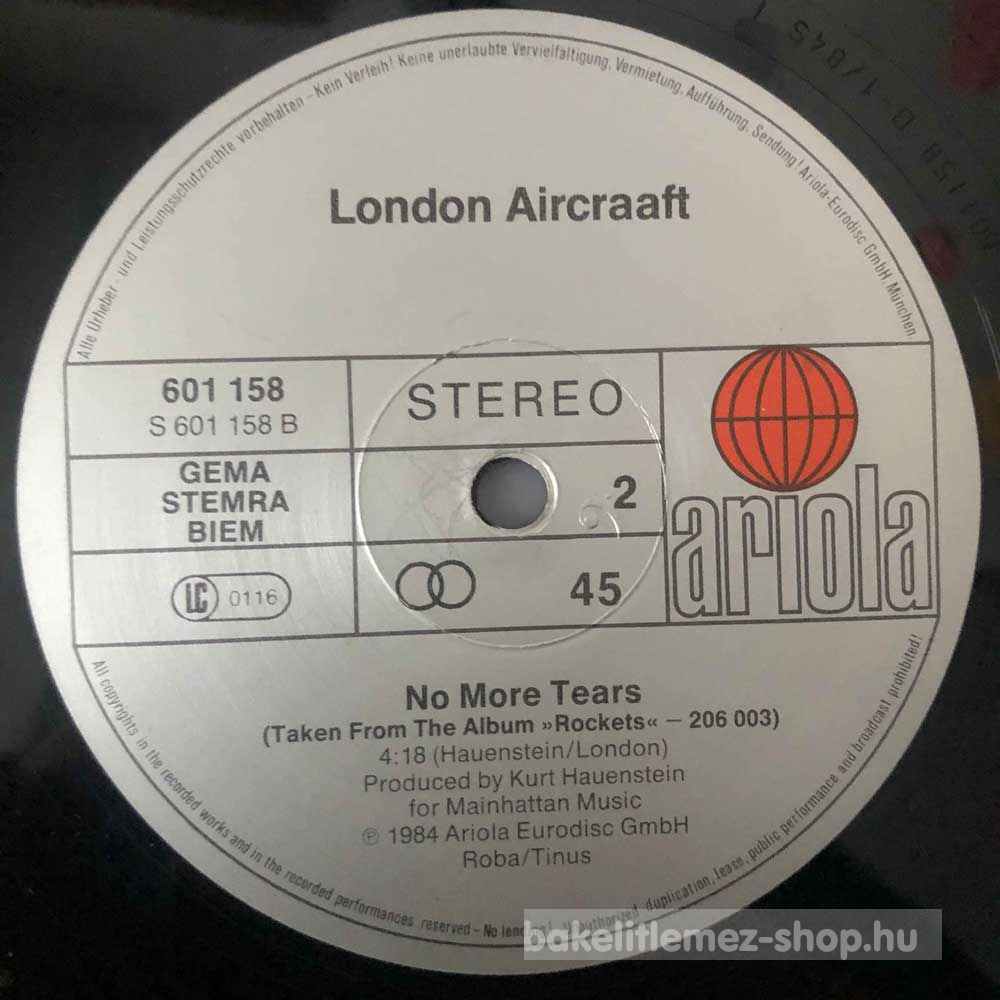 Alle Urheber- und Leistungsschutzrechte vorbehalten – Kein Verleih! Keine unerlaubte Vervielfältigung, Vermietung, Aufführung, Sendung! Ariola-Eurodisc GmbH, München.
London Aircraaft
601 158
S 601 158 B
STEREO
GEMA
STEMRA
BIEM
2
LC 0116
45
ariola
No More Tears
(Taken From The Album »Rockets« – 206 003)
4:18 (Hauenstein/London)
Produced by Kurt Hauenstein
for Mainhattan Music
℗ 1984 Ariola Eurodisc GmbH
Roba/Tinus
All copyrights in the recorded works and in the recorded performances reserved – No duplication, lease, public performance and broadcast prohibited!
bakelitlemez-shop.hu